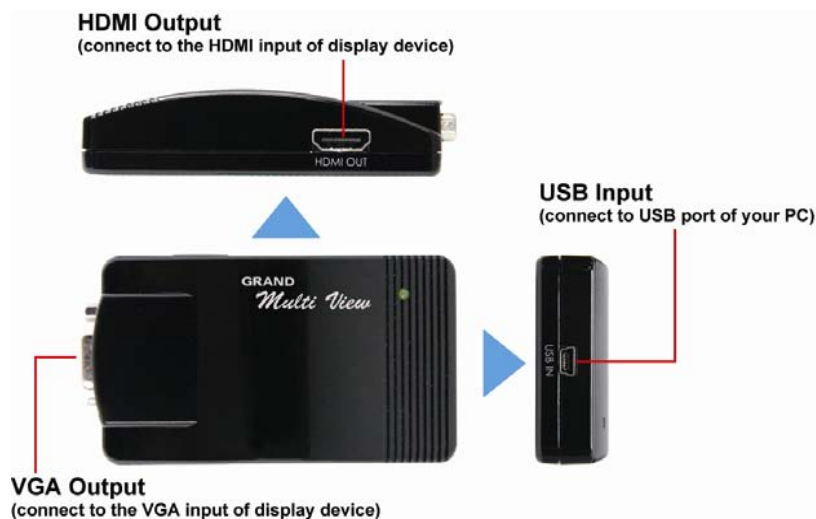 HDMI Output
(connect to the HDMI input of display device)
HDMI OUT
USB Input
(connect to USB port of your PC)
GRAND
Multi View
USB IN
VGA Output
(connect to the VGA input of display device)